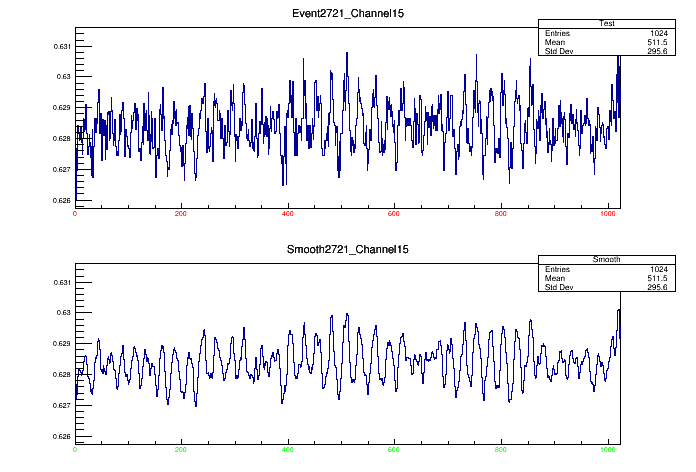 Event2721_Channel15
Test
Entries 1024
Mean 511.5
Std Dev 295.6
0.631
0.63
0.629
0.628
0.627
0.626
0 200 400 600 800 1000
Smooth2721_Channel15
Smooth
Entries 1024
Mean 511.5
Std Dev 295.6
0.631
0.63
0.629
0.628
0.627
0.626
0 200 400 600 800 1000